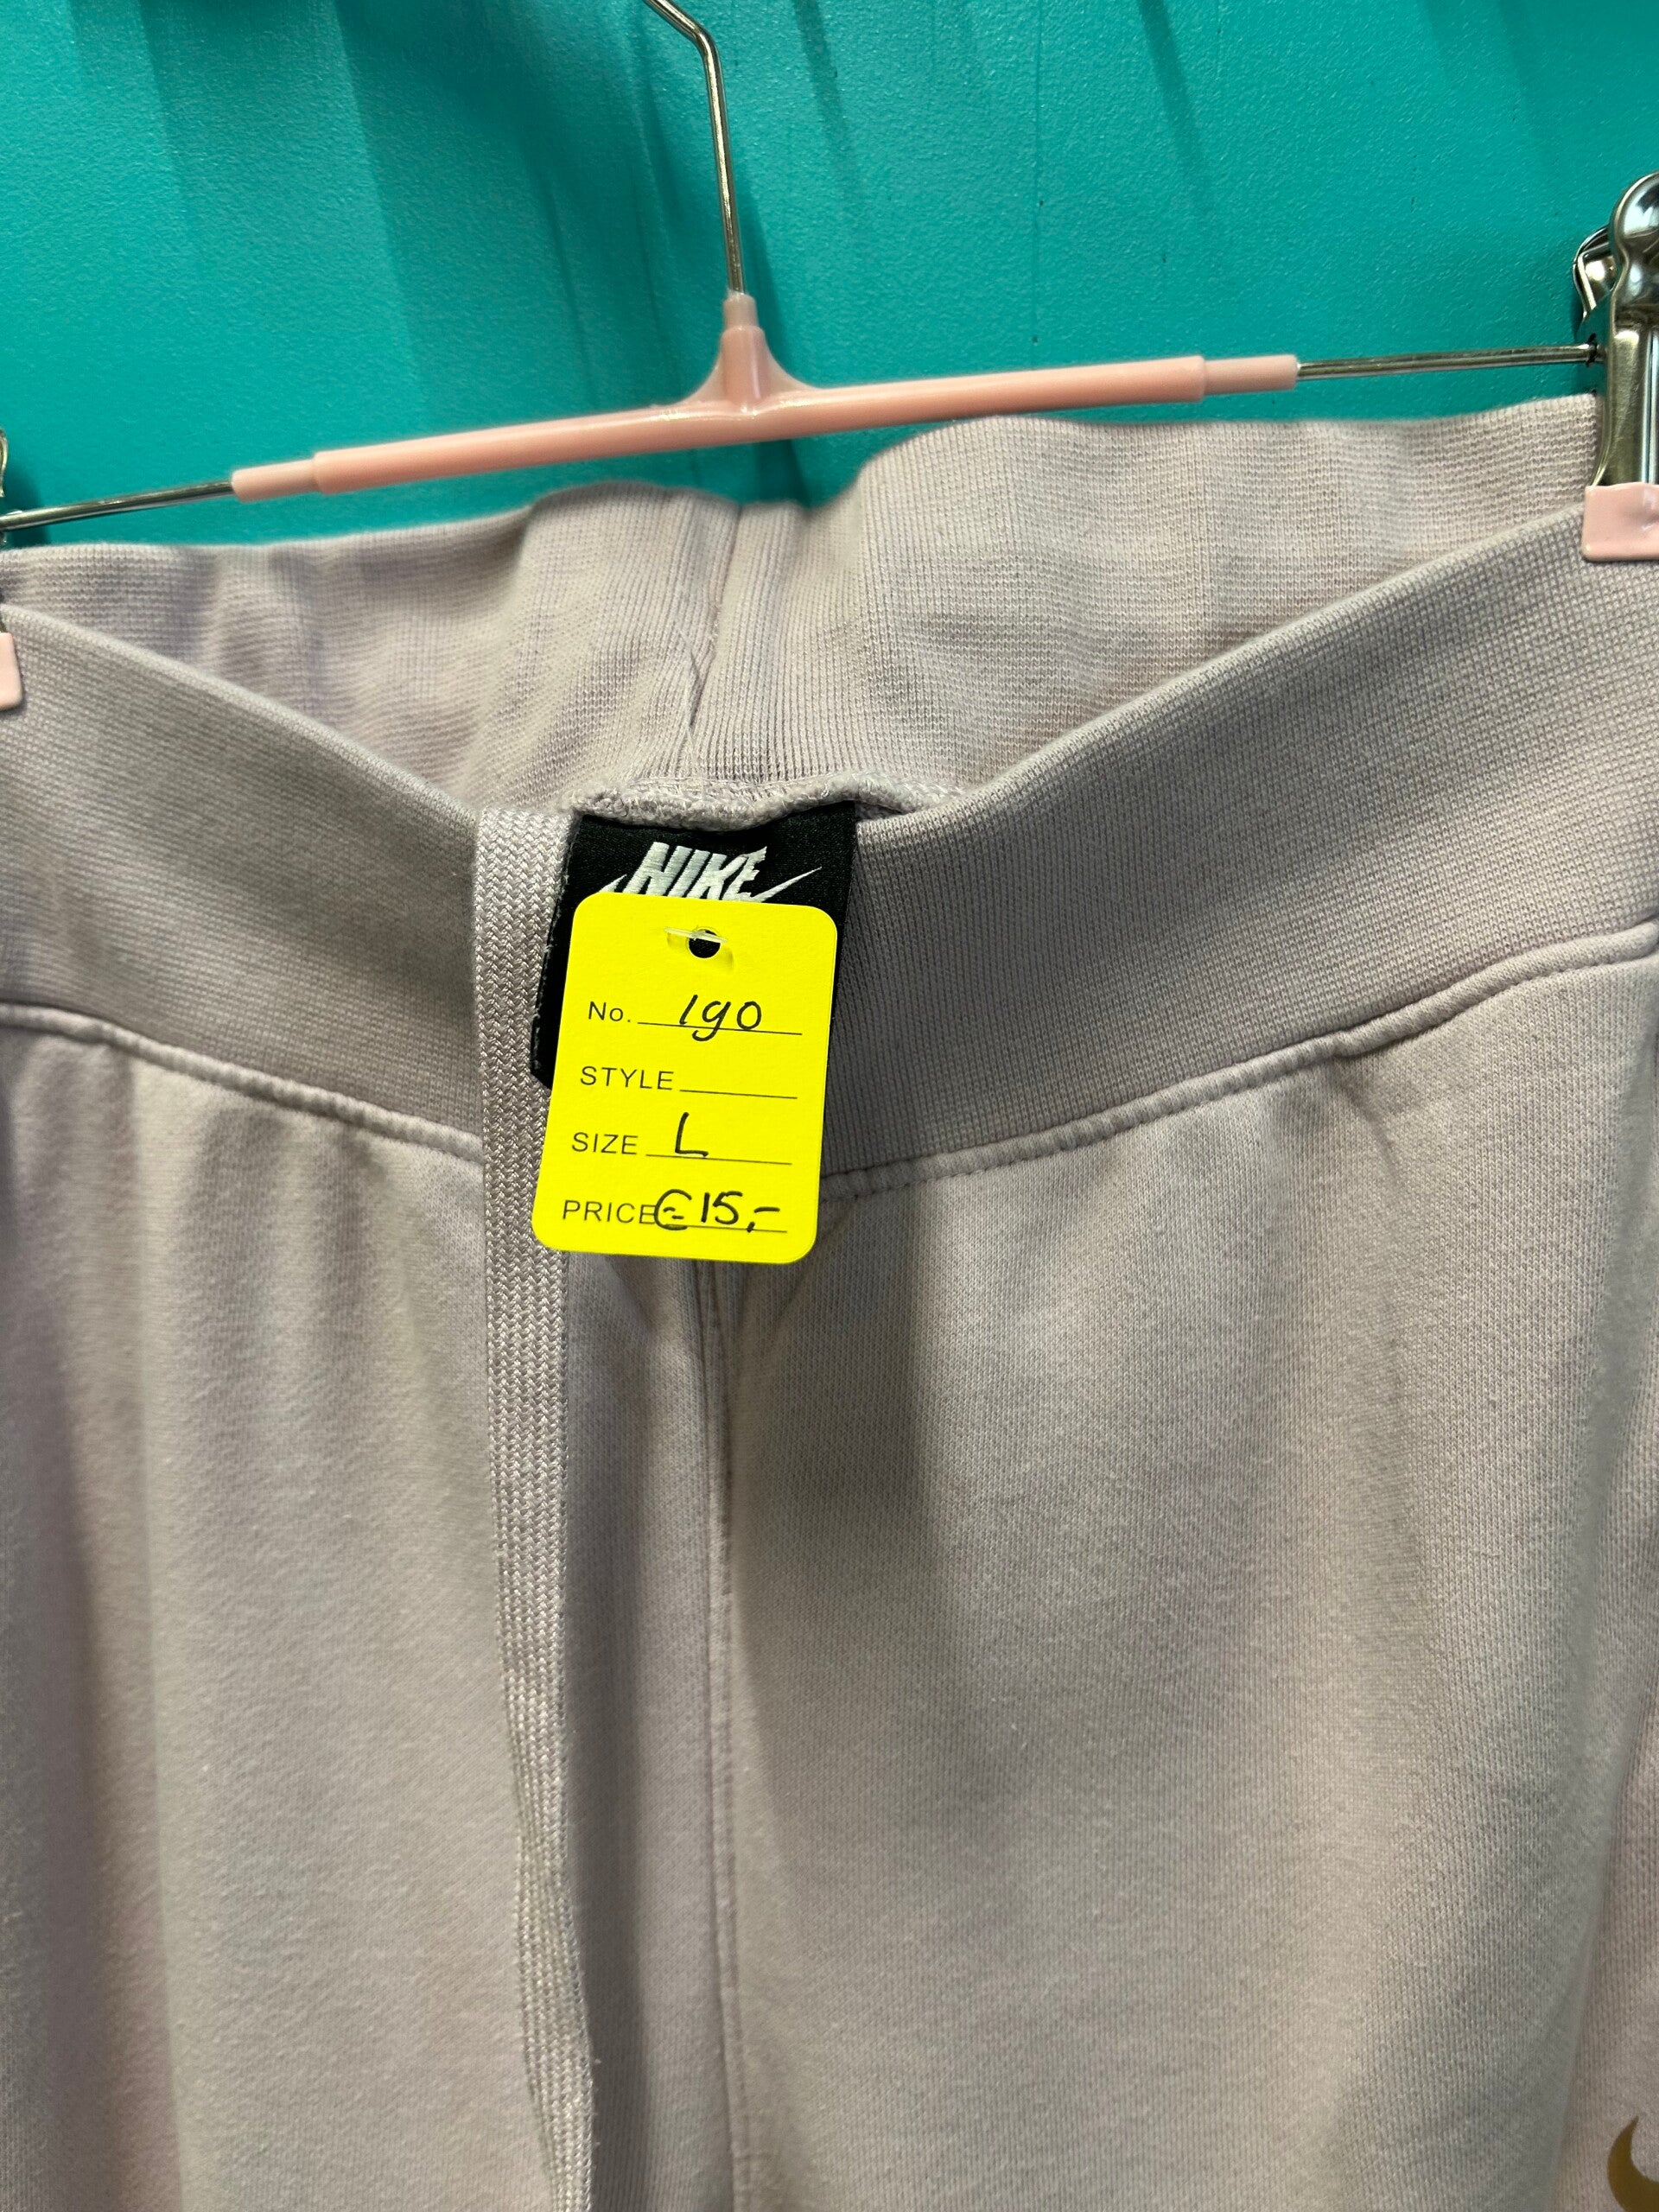 NIKE
No. 190
STYLE
SIZE L
PRICE €15,-